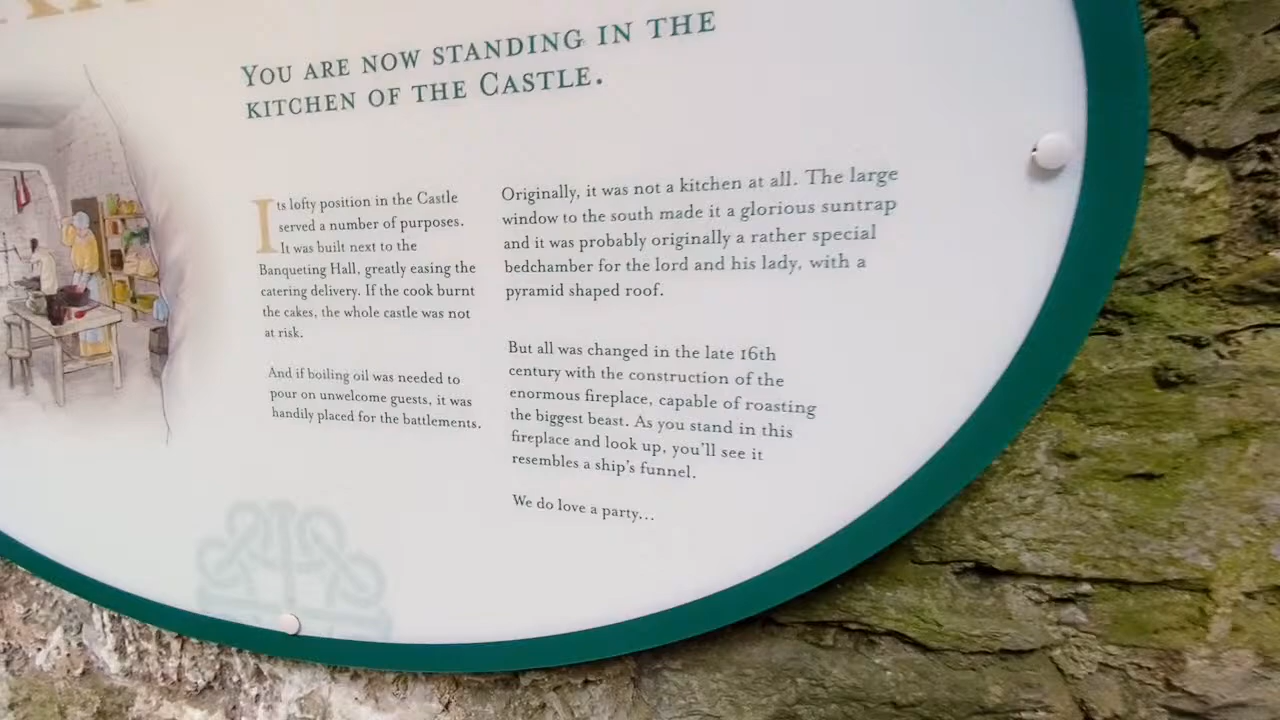 YOU ARE NOW STANDING IN THE
KITCHEN OF THE CASTLE.
Its lofty position in the Castle
served a number of purposes.
It was built next to the
Banqueting Hall, greatly easing the
catering delivery. If the cook burnt
the cakes, the whole castle was not
at risk.
And if boiling oil was needed to
pour on unwelcome guests, it was
handily placed for the battlements.
Originally, it was not a kitchen at all. The large
window to the south made it a glorious suntrap
and it was probably originally a rather special
bedchamber for the lord and his lady, with a
pyramid shaped roof.
But all was changed in the late 16th
century with the construction of the
enormous fireplace, capable of roasting
the biggest beast. As you stand in this
fireplace and look up, you'll see it
resembles a ship's funnel.
We do love a party...